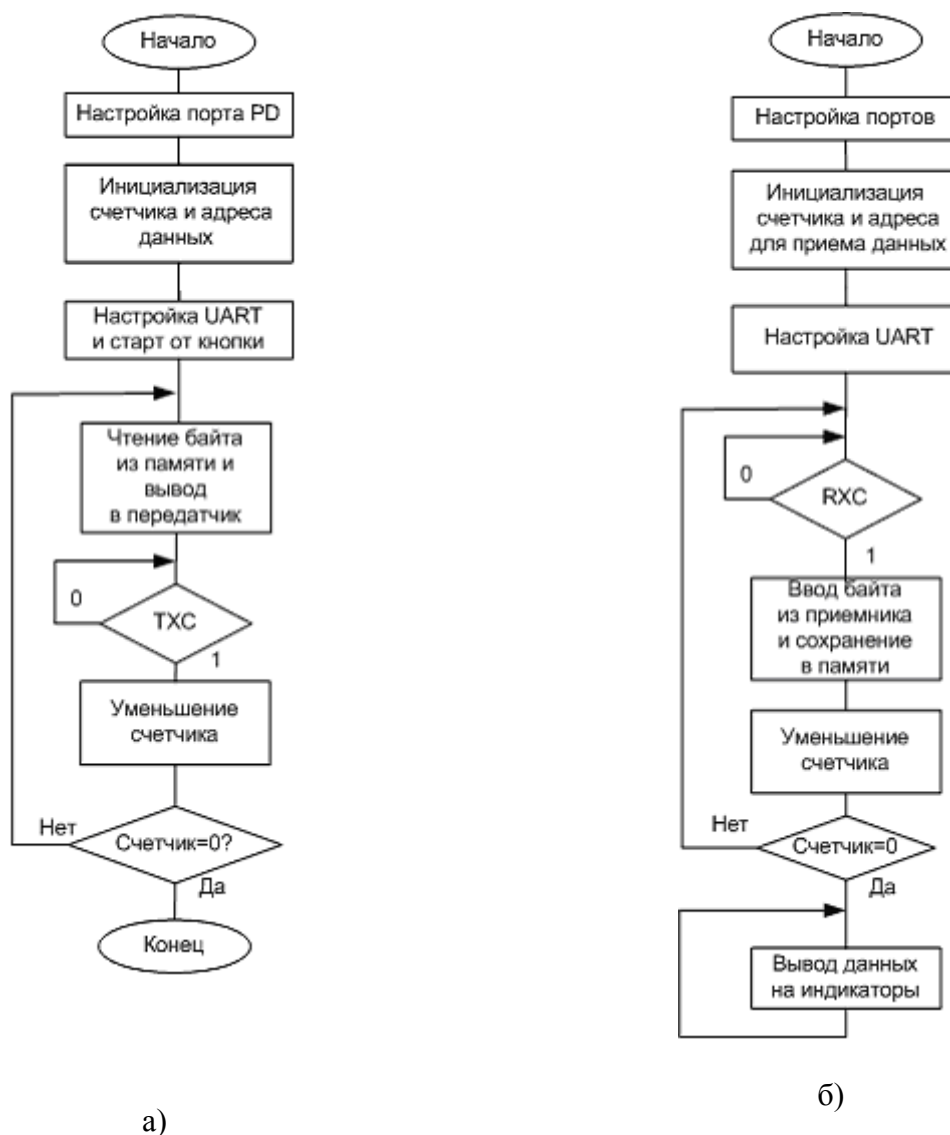 Начало
Настройка порта PD
Инициализация
счетчика и адреса
данных
Настройка UART
и старт от кнопки
Чтение байта
из памяти и
вывод
в передатчик
0
TXC
1
Уменьшение
счетчика
Нет
Счетчик=0?
Да
Конец
а)
Начало
Настройка портов
Инициализация
счетчика и адреса
для приема данных
Настройка UART
0
RXC
1
Ввод байта
из приемника
и сохранение
в памяти
Уменьшение
счетчика
Нет
Счетчик=0
Да
Вывод данных
на индикаторы
б)